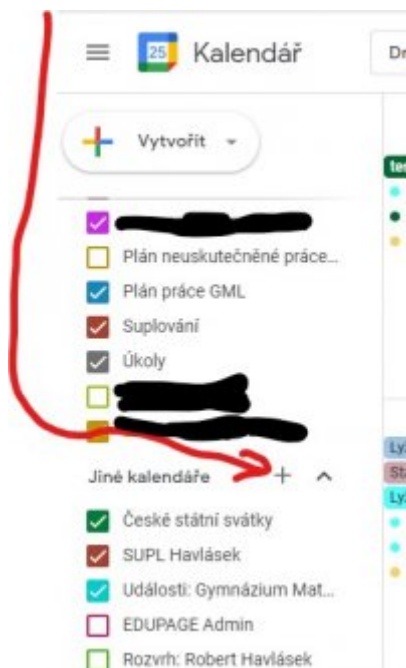 25
Kalendář
Vytvořit
Plán neuskutečněné práce...
Plán práce GML
Suplování
Úkoly
Jiné kalendáře
České státní svátky
SUPL Havlásek
Události: Gymnázium Mat...
EDUPAGE Admin
Rozvrh: Robert Havlásek